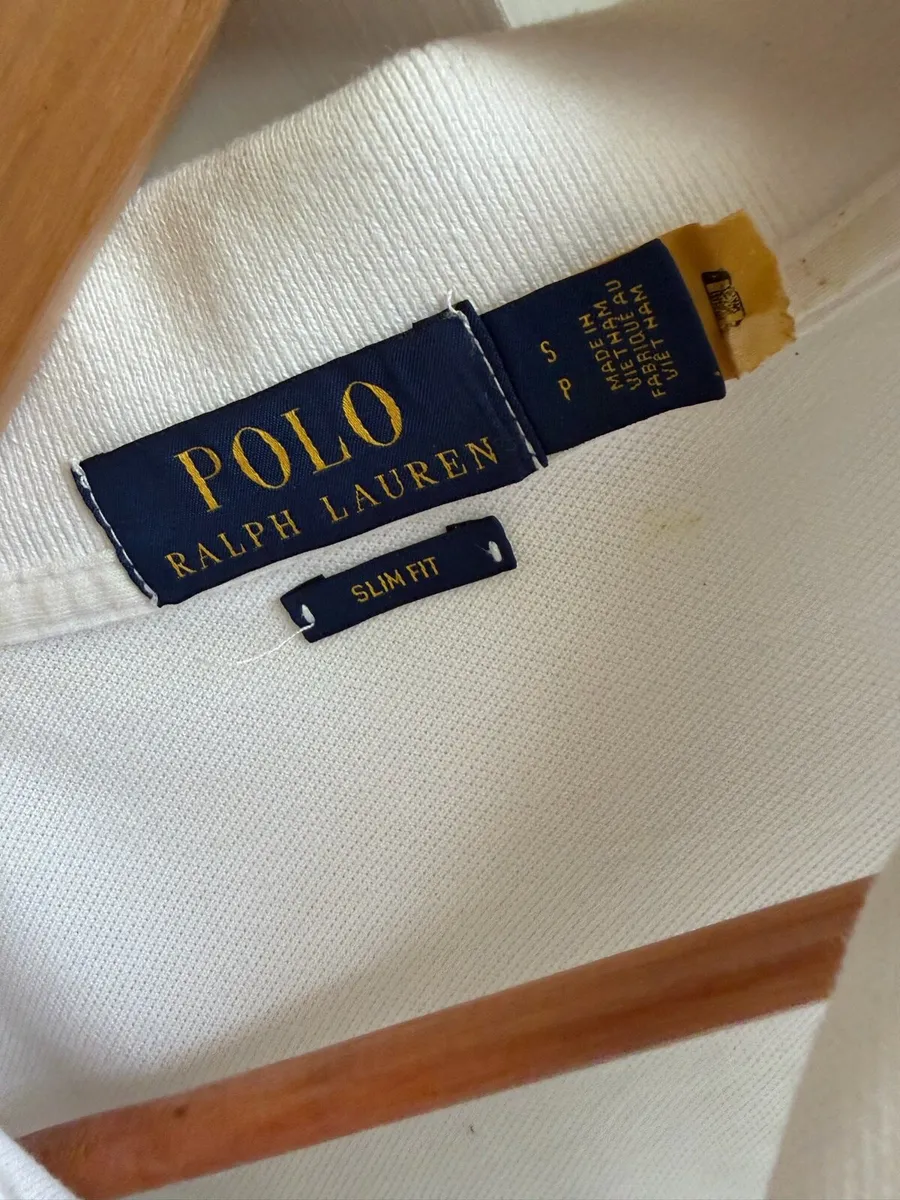 POLO
RALPH LAUREN
SLIM FIT
S
P
MADE IN
VIETNAM
FABRIQUÉ AU
VIET NAM